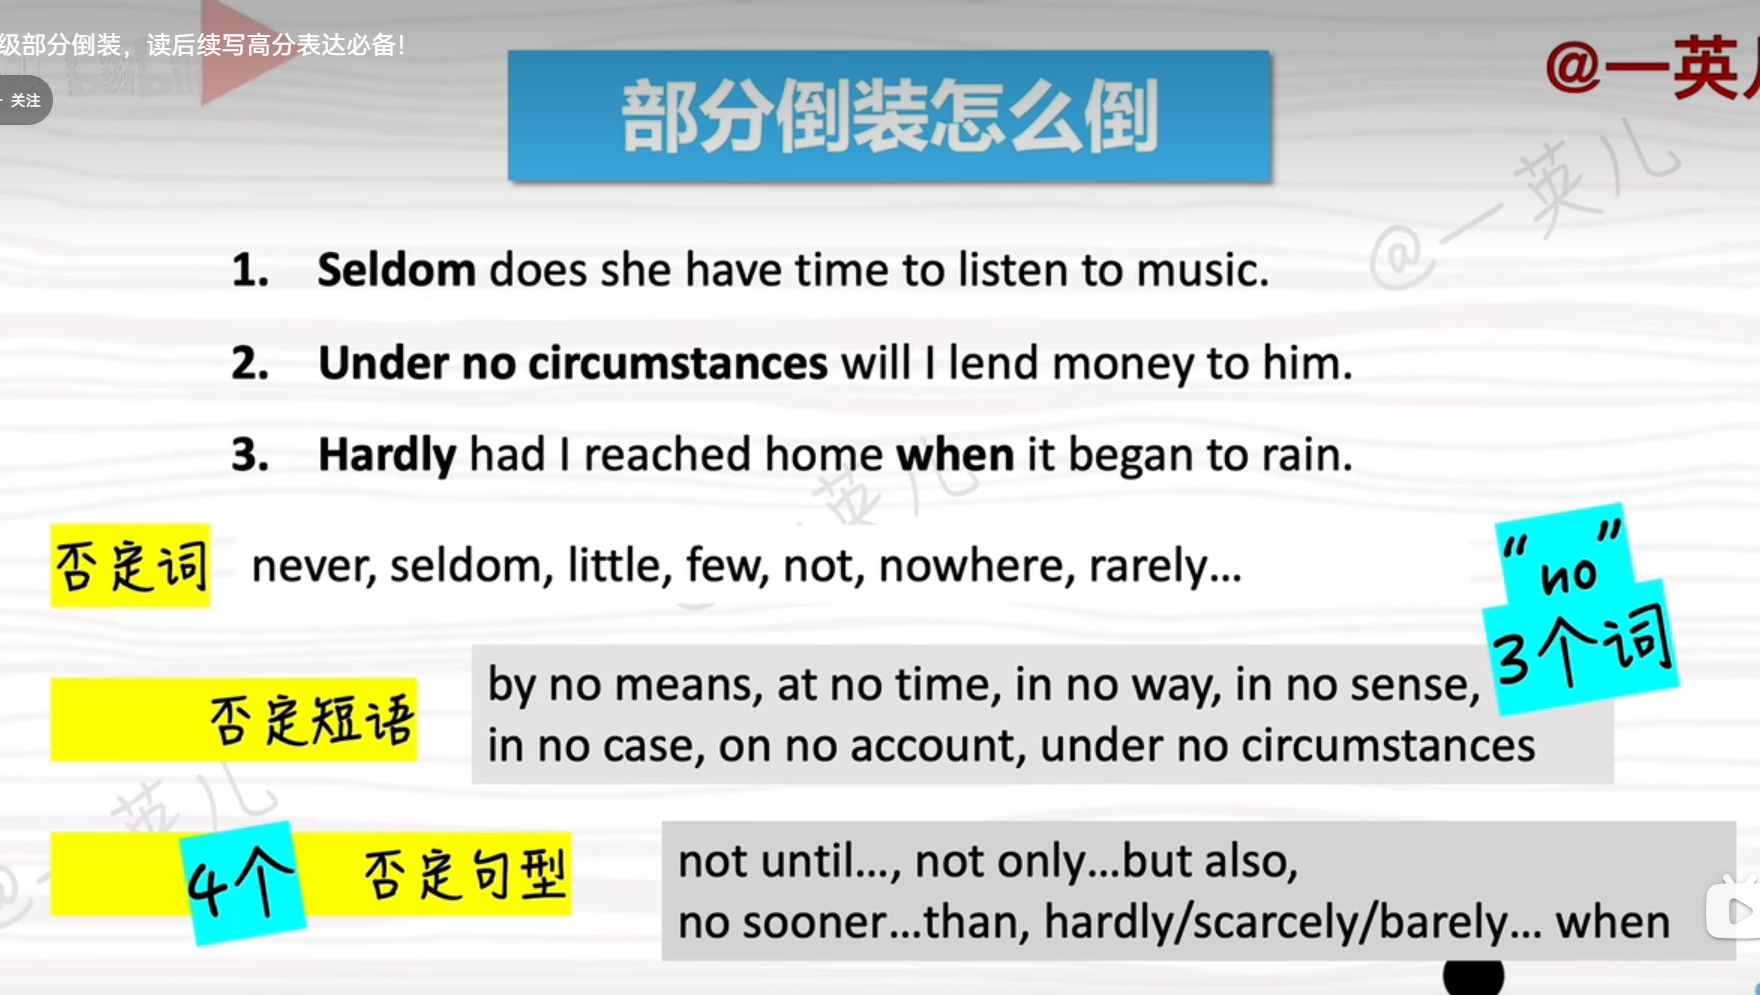 级部分倒装，读后续写高分表达必备!
关注
@一英
部分倒装怎么倒
@一英儿
1. Seldom does she have time to listen to music.
2. Under no circumstances will I lend money to him.
3. Hardly had I reached home when it began to rain.
英儿
否定词 never, seldom, little, few, not, nowhere, rarely...
“no”
3个词
否定短语 by no means, at no time, in no way, in no sense,
in no case, on no account, under no circumstances
英儿
4个 否定句型 not until..., not only...but also,
no sooner...than, hardly/scarcely/barely... when